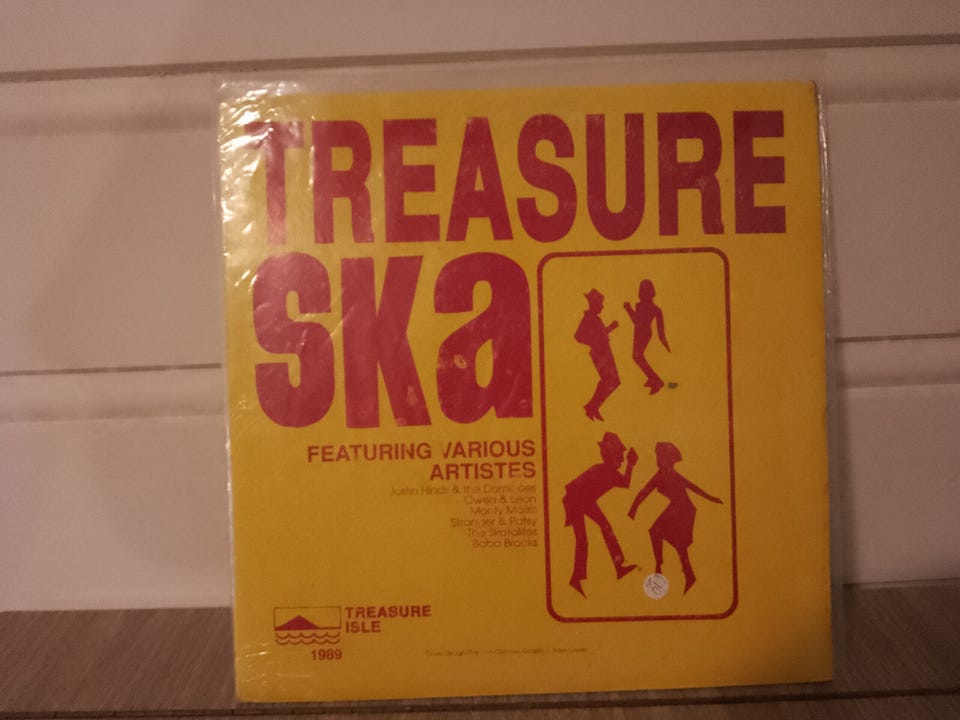 TREASURE
SKa
FEATURING VARIOUS
ARTISTES
Justin Hinds & the Dominoes
Owen & Leon
Monty Morris
Stranger & Patsy
The Skatalites
Baba Brooks
TREASURE
ISLE
1989